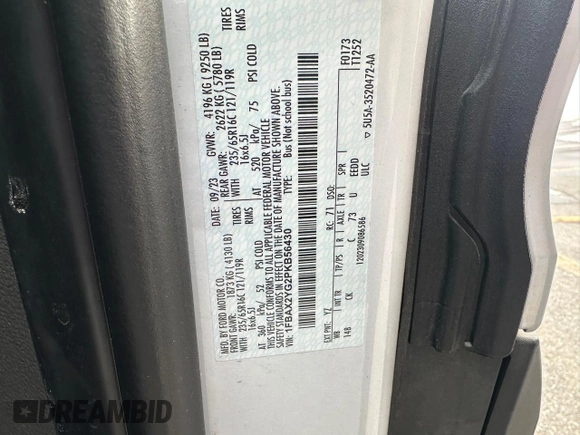 MFD. BY FORD MOTOR CO. DATE: 09/23 GVWR: 4196 KG ( 9250 LB)
FRONT GAWR: 1873 KG ( 4130 LB) REAR GAWR: 2622 KG ( 5780 LB)
235/65R16C 121/119R TIRES WITH 235/65R16C 121/119R TIRES
16x6.5J RIMS 16x6.5J RIMS
AT 360 kPa/ 52 PSI COLD AT 520 kPa/ 75 PSI COLD
THIS VEHICLE CONFORMS TO ALL APPLICABLE FEDERAL MOTOR VEHICLE
SAFETY STANDARDS IN EFFECT ON THE DATE OF MANUFACTURE SHOWN ABOVE.
VIN: 1FBAX2YG2PKB56430 TYPE: Bus (Not school bus)
EXT PNT: YZ RC: 71 DSO: F0173
WB INT TR TP/PS R AXLE TR SPR T1252
148 CK C 73 U EEDD
1202309086586 ULC
▽ 5U5A-3520472-AA
DREAMBID